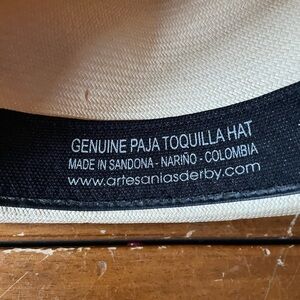 GENUINE PAJA TOQUILLA HAT
MADE IN SANDONA - NARIÑO - COLOMBIA
www.artesaniasderby.com